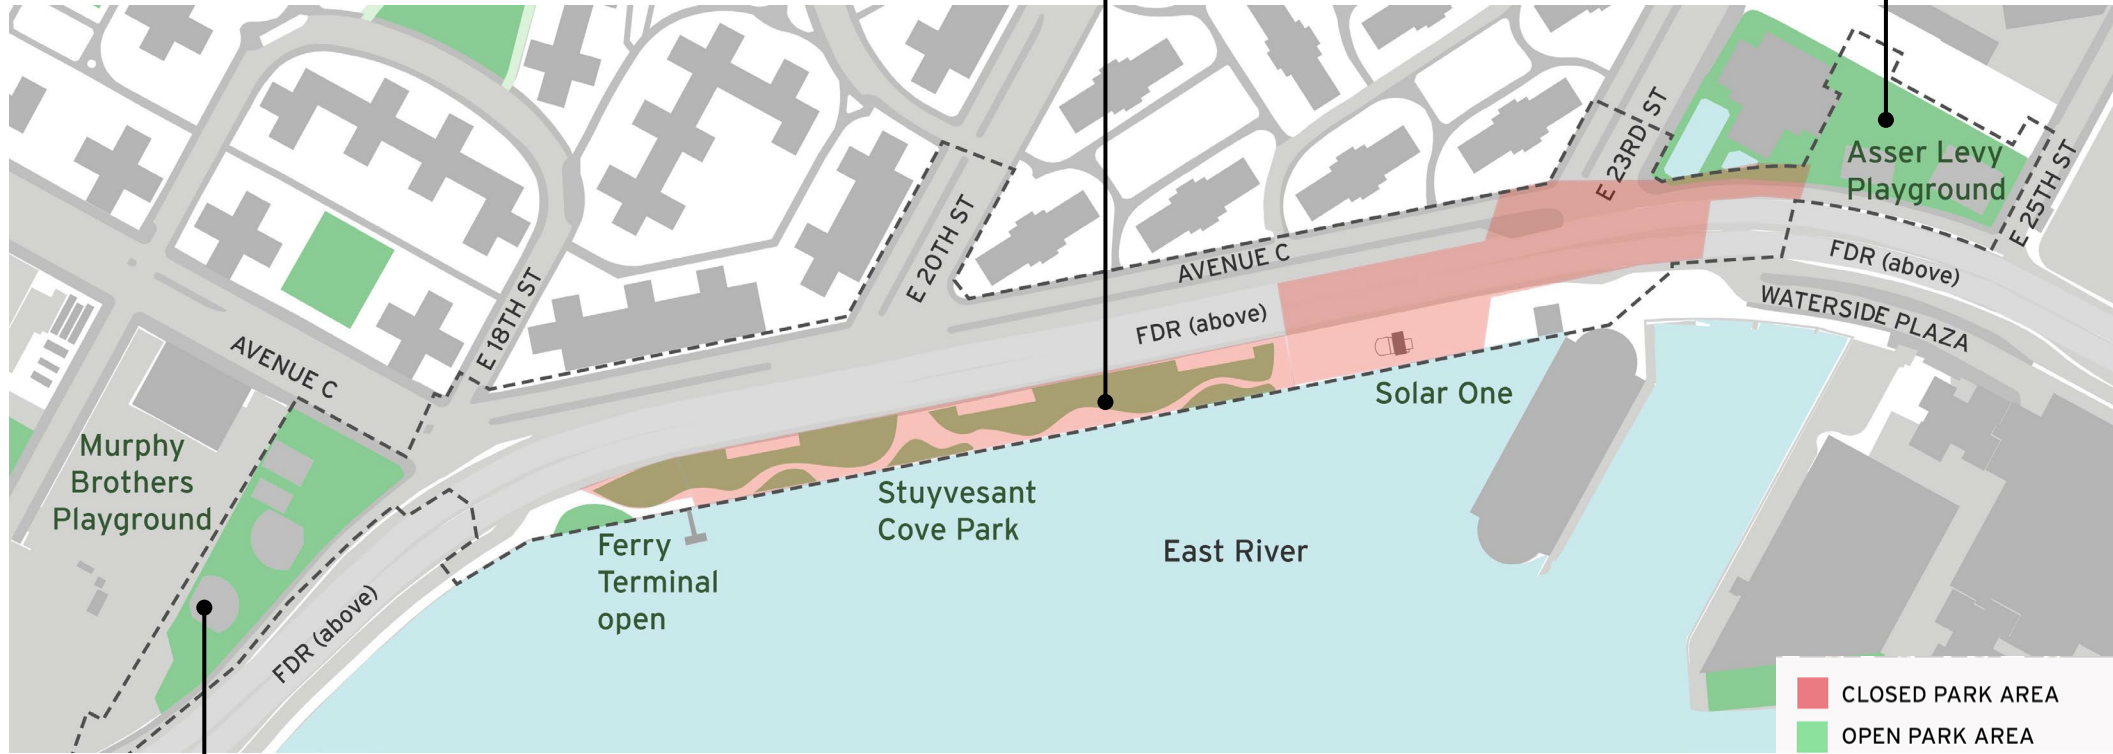 E 23RD ST
Asser Levy
Playground
E 25TH ST
E 20TH ST
AVENUE C
FDR (above)
FDR (above)
WATERSIDE PLAZA
E 18TH ST
AVENUE C
Solar One
Murphy
Brothers
Playground
Stuyvesant
Cove Park
Ferry
Terminal
open
East River
FDR (above)
CLOSED PARK AREA
OPEN PARK AREA